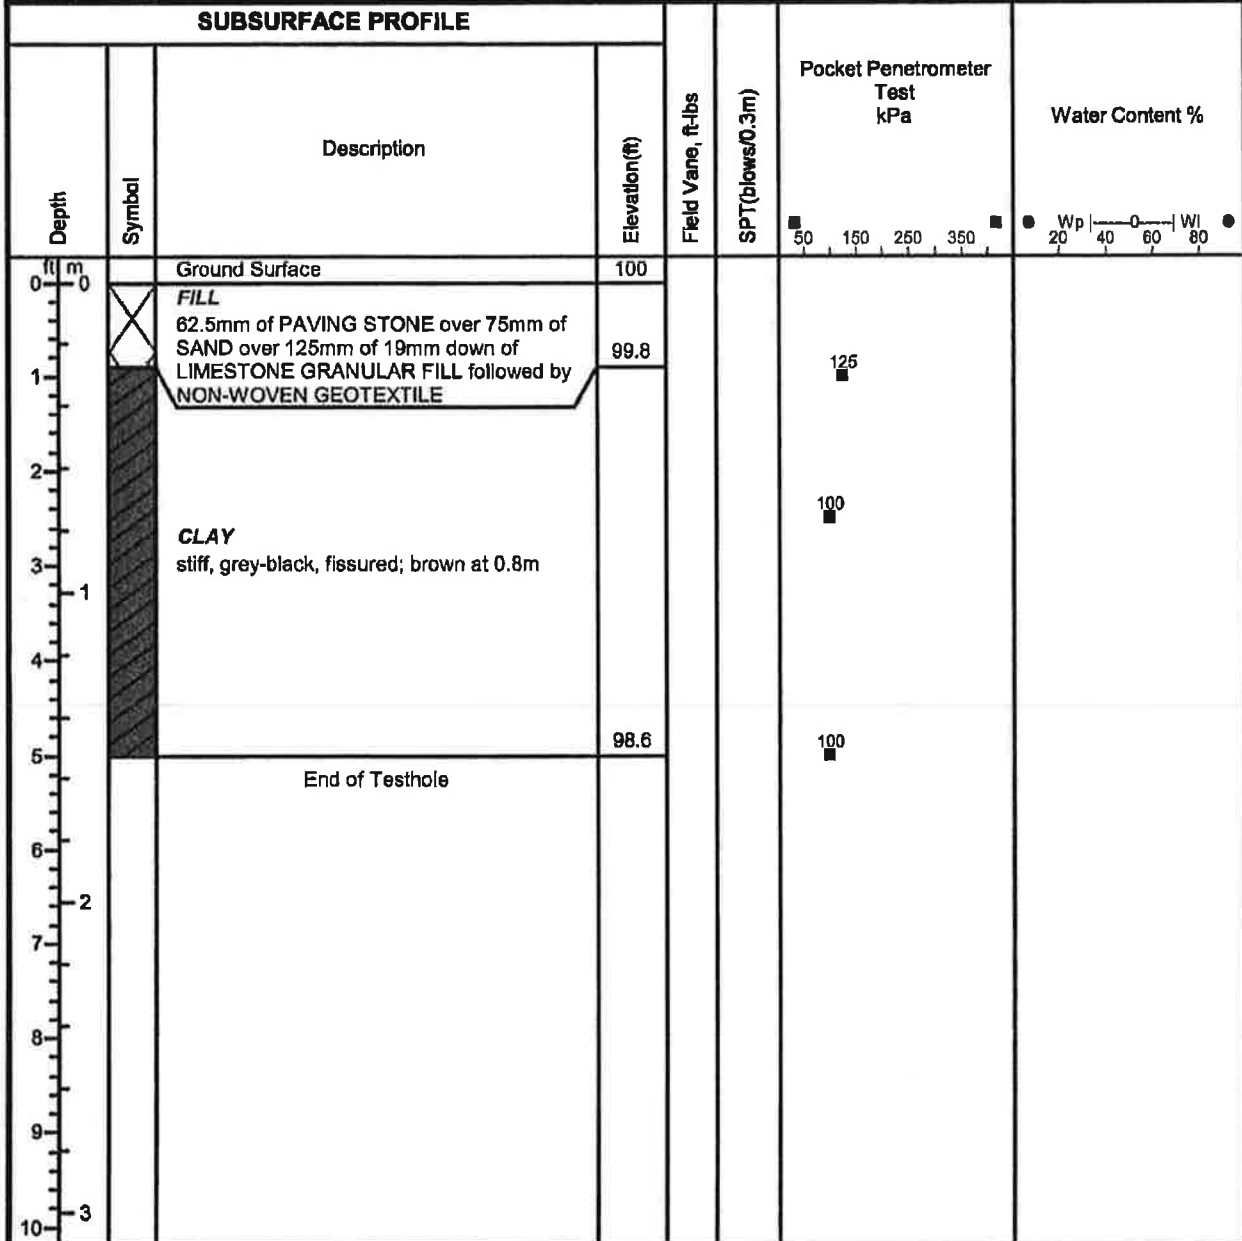 SUBSURFACE PROFILE
Depth
Symbol
Description
Elevation(ft)
Field Vane, ft-lbs
SPT(blows/0.3m)
Pocket Penetrometer
Test
kPa
50 150 250 350
Water Content %
Wp |----0----| Wl
20 40 60 80
ft m
Ground Surface 100
0 0
FILL
62.5mm of PAVING STONE over 75mm of
SAND over 125mm of 19mm down of 99.8
LIMESTONE GRANULAR FILL followed by
NON-WOVEN GEOTEXTILE
125
1
2
100
CLAY
stiff, grey-black, fissured; brown at 0.8m
3
1
4
98.6
100
5
End of Testhole
6
2
7
8
9
3
10